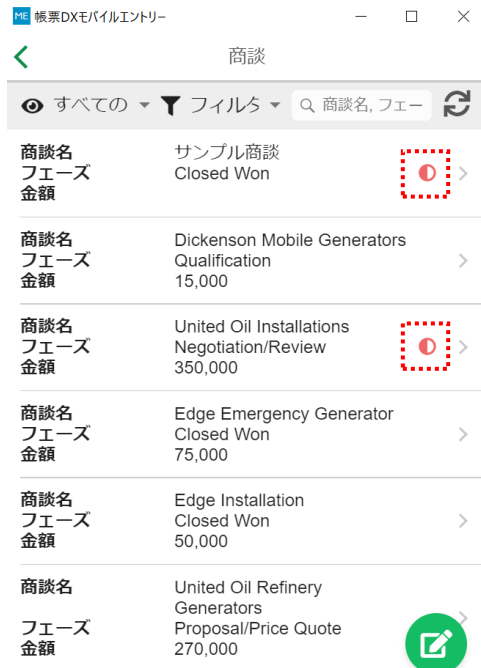 ME 帳票DXモバイルエントリー
商談
すべての フィルタ 商談名, フェー
商談名 サンプル商談
フェーズ Closed Won
金額
商談名 Dickenson Mobile Generators
フェーズ Qualification
金額 15,000
商談名 United Oil Installations
フェーズ Negotiation/Review
金額 350,000
商談名 Edge Emergency Generator
フェーズ Closed Won
金額 75,000
商談名 Edge Installation
フェーズ Closed Won
金額 50,000
商談名 United Oil Refinery
Generators
フェーズ Proposal/Price Quote
金額 270,000